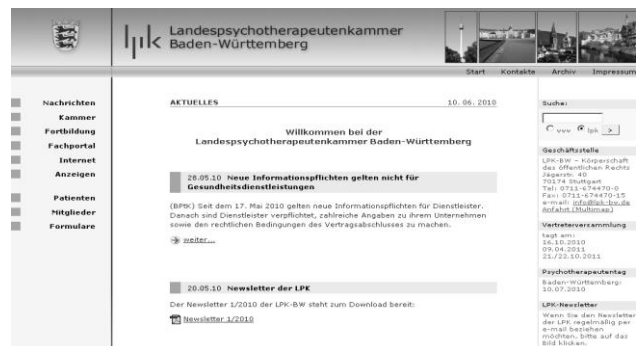 lpk Landespsychotherapeutenkammer
Baden-Württemberg
Start Kontakte Archiv Impressum
Nachrichten
Kammer
Fortbildung
Fachportal
Internet
Anzeigen
Patienten
Mitglieder
Formulare
AKTUELLES 10. 06. 2010
Willkommen bei der
Landespsychotherapeutenkammer Baden-Württemberg
28.05.10 Neue Informationspflichten gelten nicht für
Gesundheitsdienstleistungen
(BPtK) Seit dem 17. Mai 2010 gelten neue Informationspflichten für Dienstleister.
Danach sind Dienstleister verpflichtet, zahlreiche Angaben zu ihrem Unternehmen
sowie den rechtlichen Bedingungen des Vertragsabschlusses zu machen.
weiter...
20.05.10 Newsletter der LPK
Der Newsletter 1/2010 der LPK-BW steht zum Download bereit:
Newsletter 1/2010
Suche:
www lpk >
Geschäftsstelle
LPK-BW – Körperschaft
des öffentlichen Rechts
Jägerstr. 40
70174 Stuttgart
Tel: 0711-674470-0
Fax: 0711-674470-15
e-mail: info@lpk-bw.de
Anfahrt (Multimap)
Vertreterversammlung
tagt am:
16.10.2010
09.04.2011
21./22.10.2011
Psychotherapeutentag
Baden-Württemberg:
10.07.2010
LPK-Newsletter
Wenn Sie den Newsletter
der LPK regelmäßig per
e-mail beziehen
möchten, bitte auf das
Bild klicken.